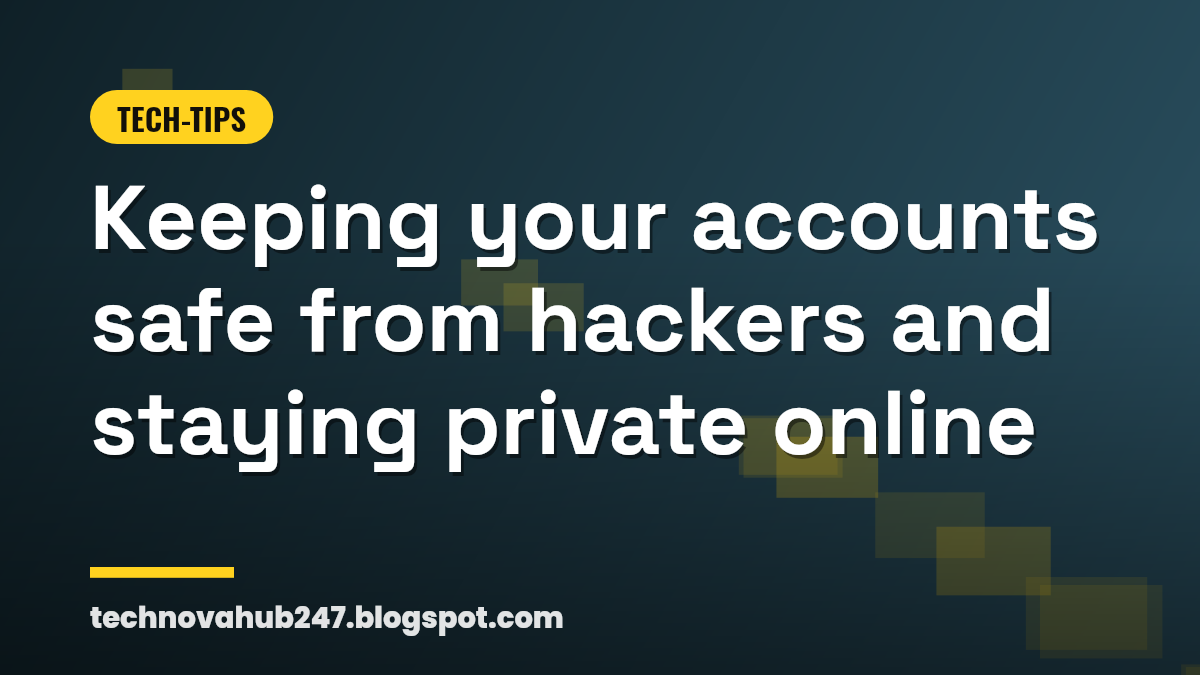 TECH-TIPS
Keeping your accounts
safe from hackers and
staying private online
technovahub247.blogspot.com